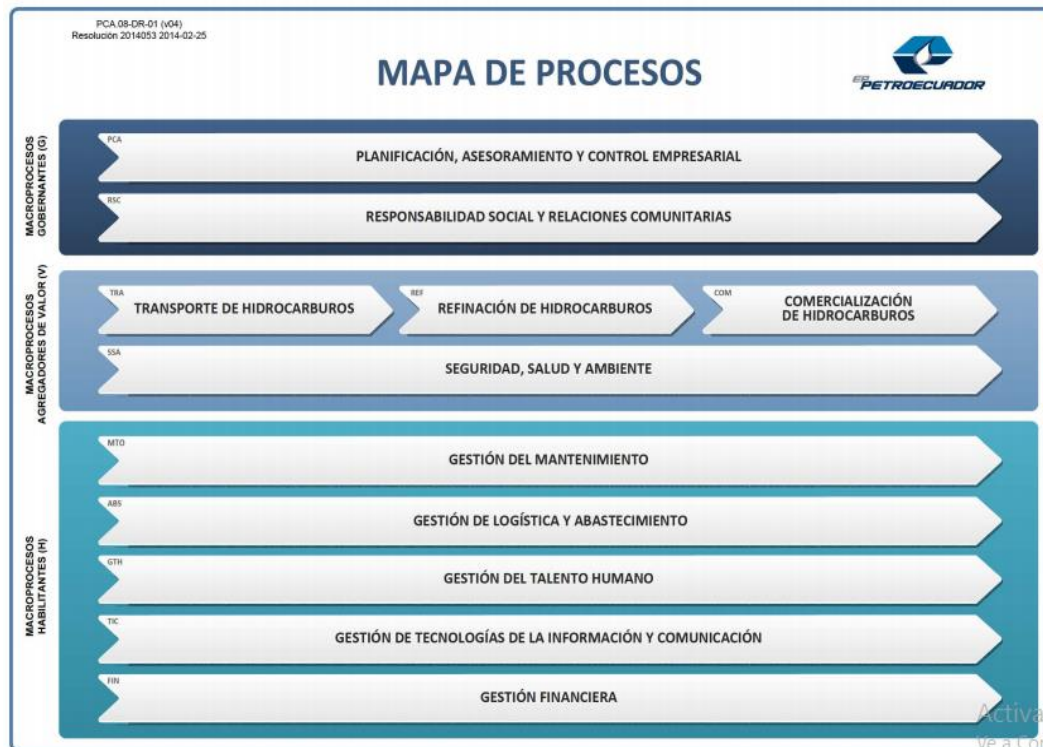 PCA.08-DR-01 (v04)
Resolución 2014053 2014-02-25
MAPA DE PROCESOS
EP
PETROECUADOR
MACROPROCESOS
GOBERNANTES (G)
PCA
PLANIFICACIÓN, ASESORAMIENTO Y CONTROL EMPRESARIAL
RSC
RESPONSABILIDAD SOCIAL Y RELACIONES COMUNITARIAS
MACROPROCESOS
AGREGADORES DE VALOR (V)
TRA
TRANSPORTE DE HIDROCARBUROS
REF
REFINACIÓN DE HIDROCARBUROS
COM
COMERCIALIZACIÓN
DE HIDROCARBUROS
SSA
SEGURIDAD, SALUD Y AMBIENTE
MACROPROCESOS
HABILITANTES (H)
MTO
GESTIÓN DEL MANTENIMIENTO
ABS
GESTIÓN DE LOGÍSTICA Y ABASTECIMIENTO
GTH
GESTIÓN DEL TALENTO HUMANO
TIC
GESTIÓN DE TECNOLOGÍAS DE LA INFORMACIÓN Y COMUNICACIÓN
FIN
GESTIÓN FINANCIERA
Activa
Ve a Con